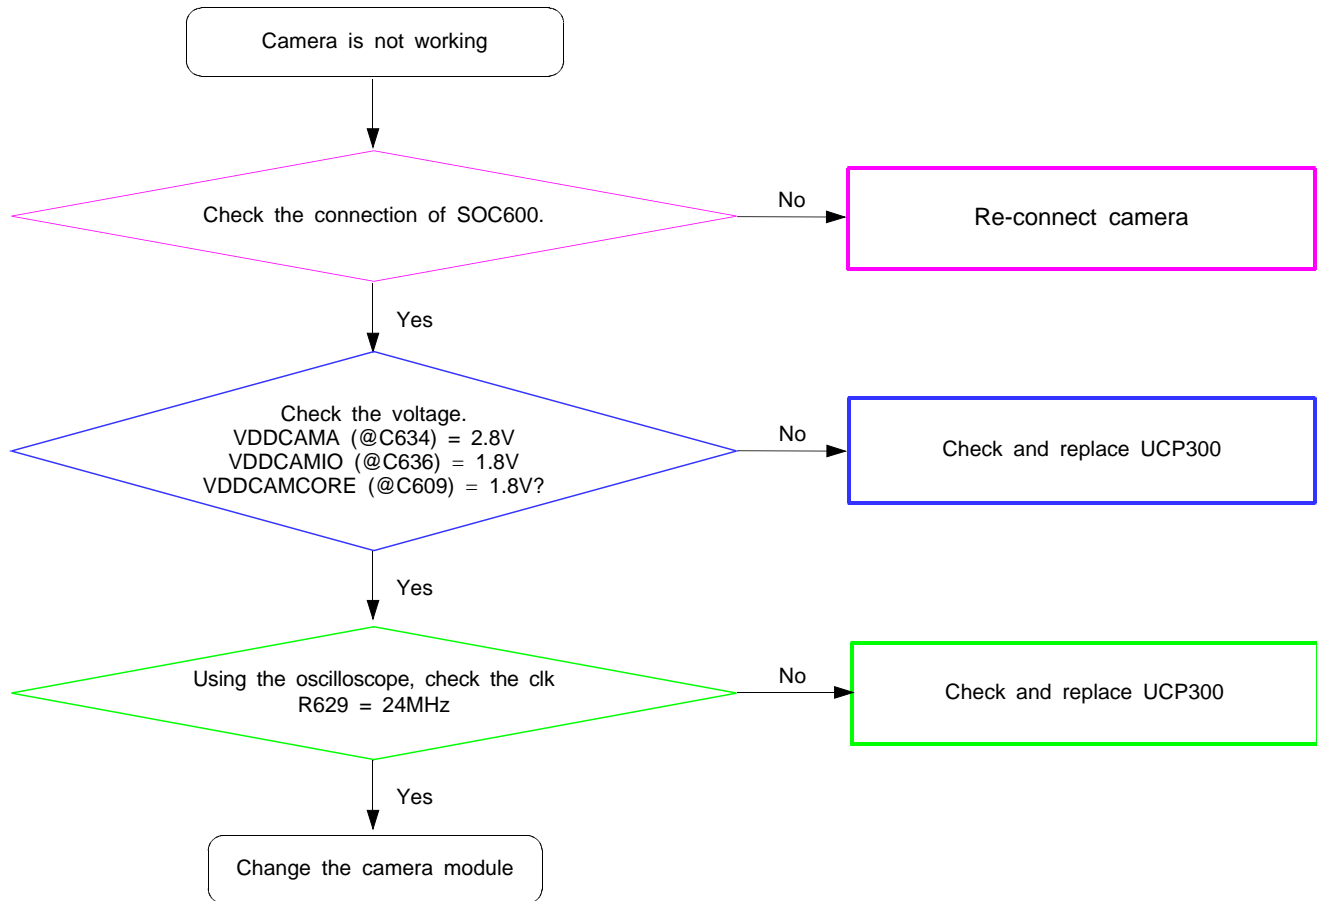 Camera is not working
Check the connection of SOC600.
No
Re-connect camera
Yes
Check the voltage.
VDDCAMA (@C634) = 2.8V
VDDCAMIO (@C636) = 1.8V
VDDCAMCORE (@C609) = 1.8V?
No
Check and replace UCP300
Yes
Using the oscilloscope, check the clk
R629 = 24MHz
No
Check and replace UCP300
Yes
Change the camera module